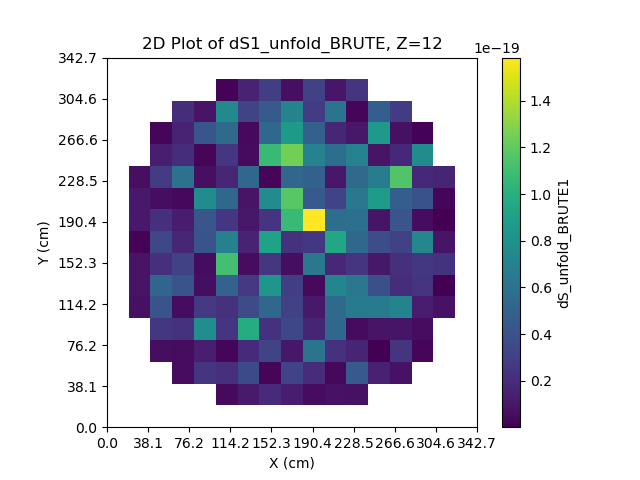 2D Plot of dS1_unfold_BRUTE, Z=12
1e−19
342.7
304.6
266.6
228.5
190.4
152.3
114.2
76.2
38.1
0.0
Y (cm)
0.0 38.1 76.2 114.2 152.3 190.4 228.5 266.6 304.6 342.7
X (cm)
1.4
1.2
1.0
0.8
0.6
0.4
0.2
dS_unfold_BRUTE1